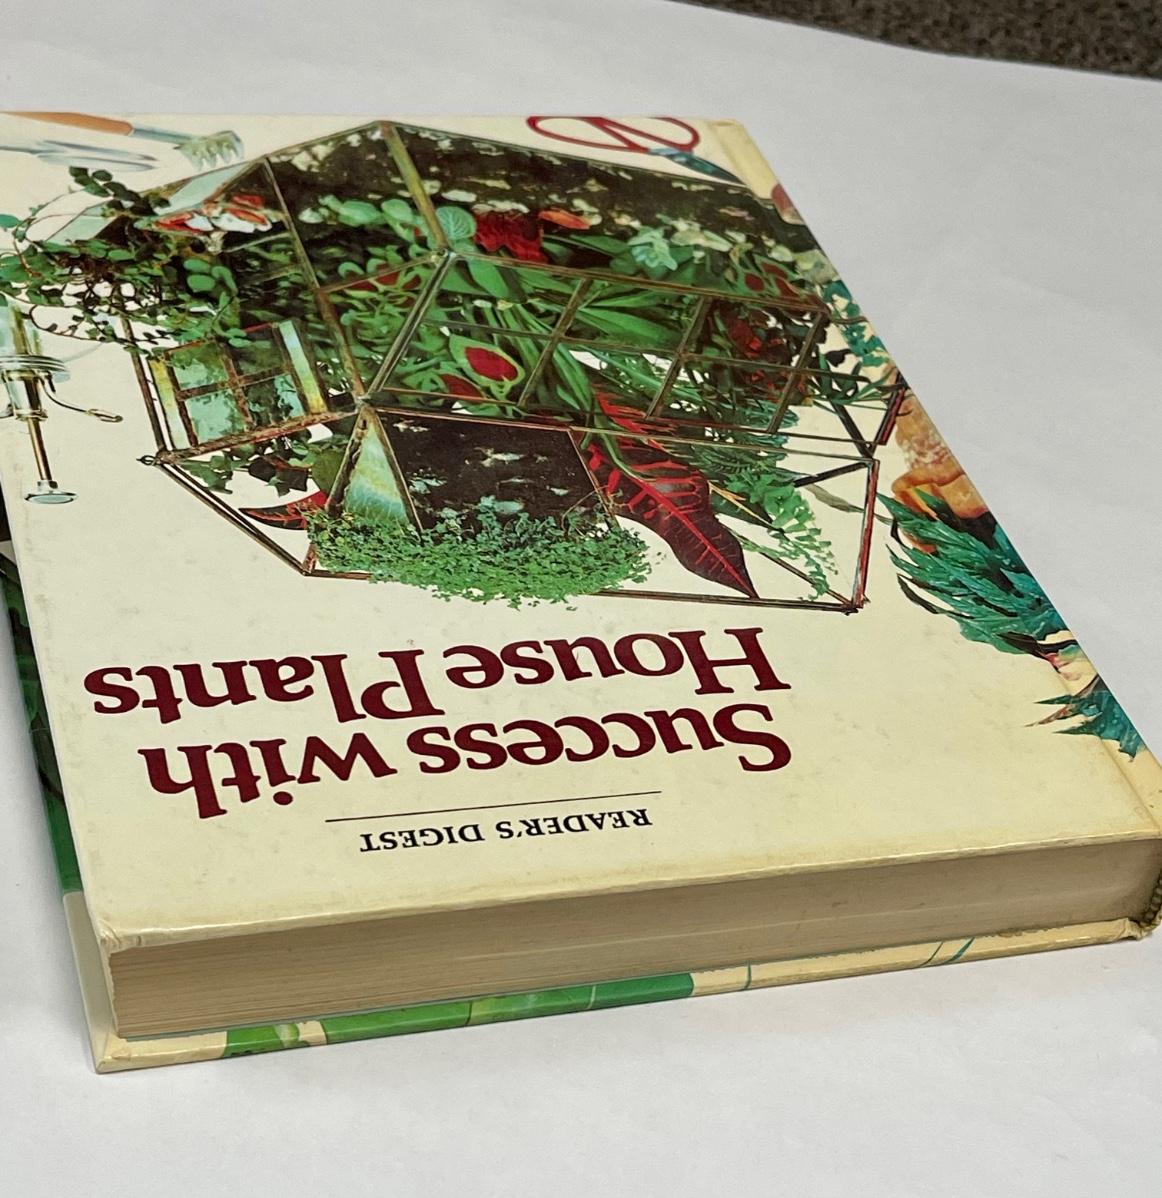 READER'S DIGEST
Success with
House Plants